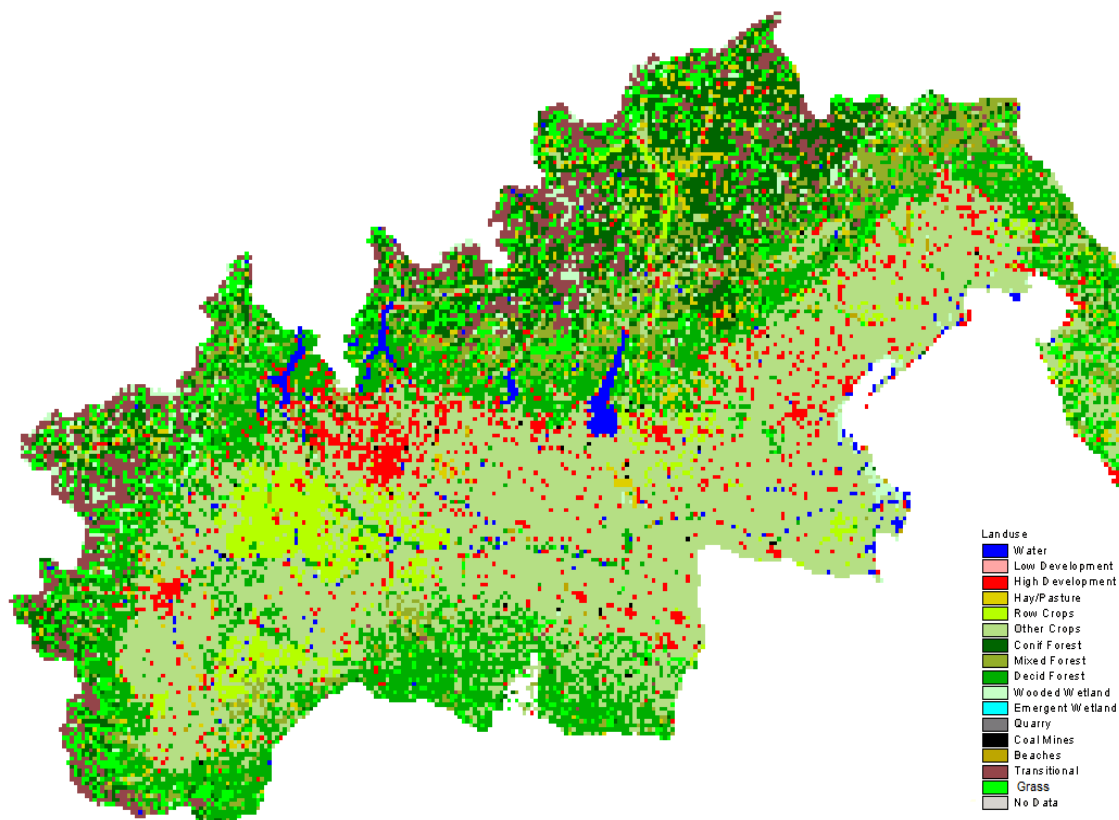 Landuse
Water
Low Development
High Development
Hay/Pasture
Row Crops
Other Crops
Conif Forest
Mixed Forest
Decid Forest
Wooded Wetland
Emergent Wetland
Quarry
Coal Mines
Beaches
Transitional
Grass
No Data